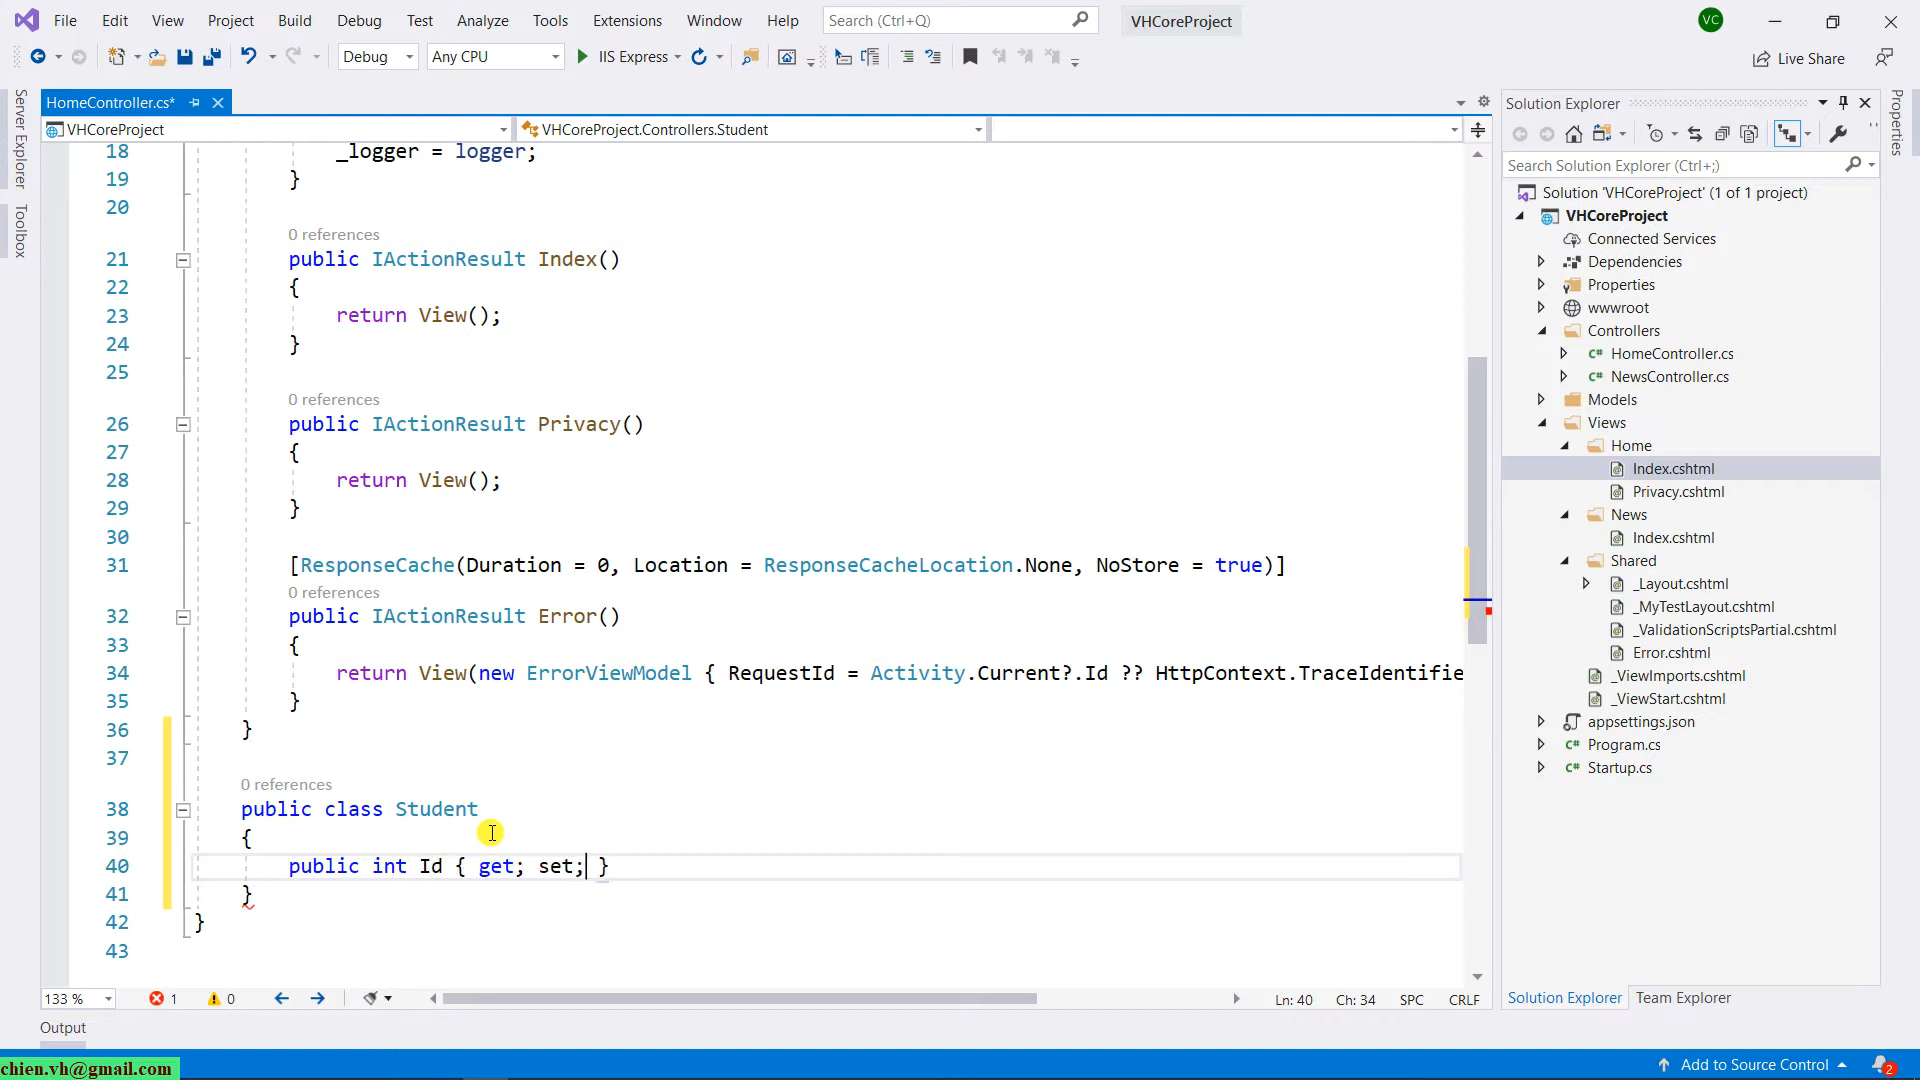 File Edit View Project Build Debug Test Analyze Tools Extensions Window Help Search (Ctrl+Q) VHCoreProject VC
Debug Any CPU IIS Express Live Share
Server Explorer
Toolbox
HomeController.cs*
VHCoreProject VHCoreProject.Controllers.Student
18 _logger = logger;
19 }
20
0 references
21 public IActionResult Index()
22 {
23 return View();
24 }
25
0 references
26 public IActionResult Privacy()
27 {
28 return View();
29 }
30
31 [ResponseCache(Duration = 0, Location = ResponseCacheLocation.None, NoStore = true)]
0 references
32 public IActionResult Error()
33 {
34 return View(new ErrorViewModel { RequestId = Activity.Current?.Id ?? HttpContext.TraceIdentifie
35 }
36 }
37
0 references
38 public class Student
39 {
40 public int Id { get; set; }
41 }
42 }
43
133 % 1 0 Ln: 40 Ch: 34 SPC CRLF
Output
Solution Explorer
Search Solution Explorer (Ctrl+;)
Solution 'VHCoreProject' (1 of 1 project)
VHCoreProject
Connected Services
Dependencies
Properties
wwwroot
Controllers
C# HomeController.cs
C# NewsController.cs
Models
Views
Home
Index.cshtml
Privacy.cshtml
News
Index.cshtml
Shared
_Layout.cshtml
_MyTestLayout.cshtml
_ValidationScriptsPartial.cshtml
Error.cshtml
_ViewImports.cshtml
_ViewStart.cshtml
appsettings.json
C# Program.cs
C# Startup.cs
Solution Explorer Team Explorer
Properties
chien.vh@gmail.com
Add to Source Control 2